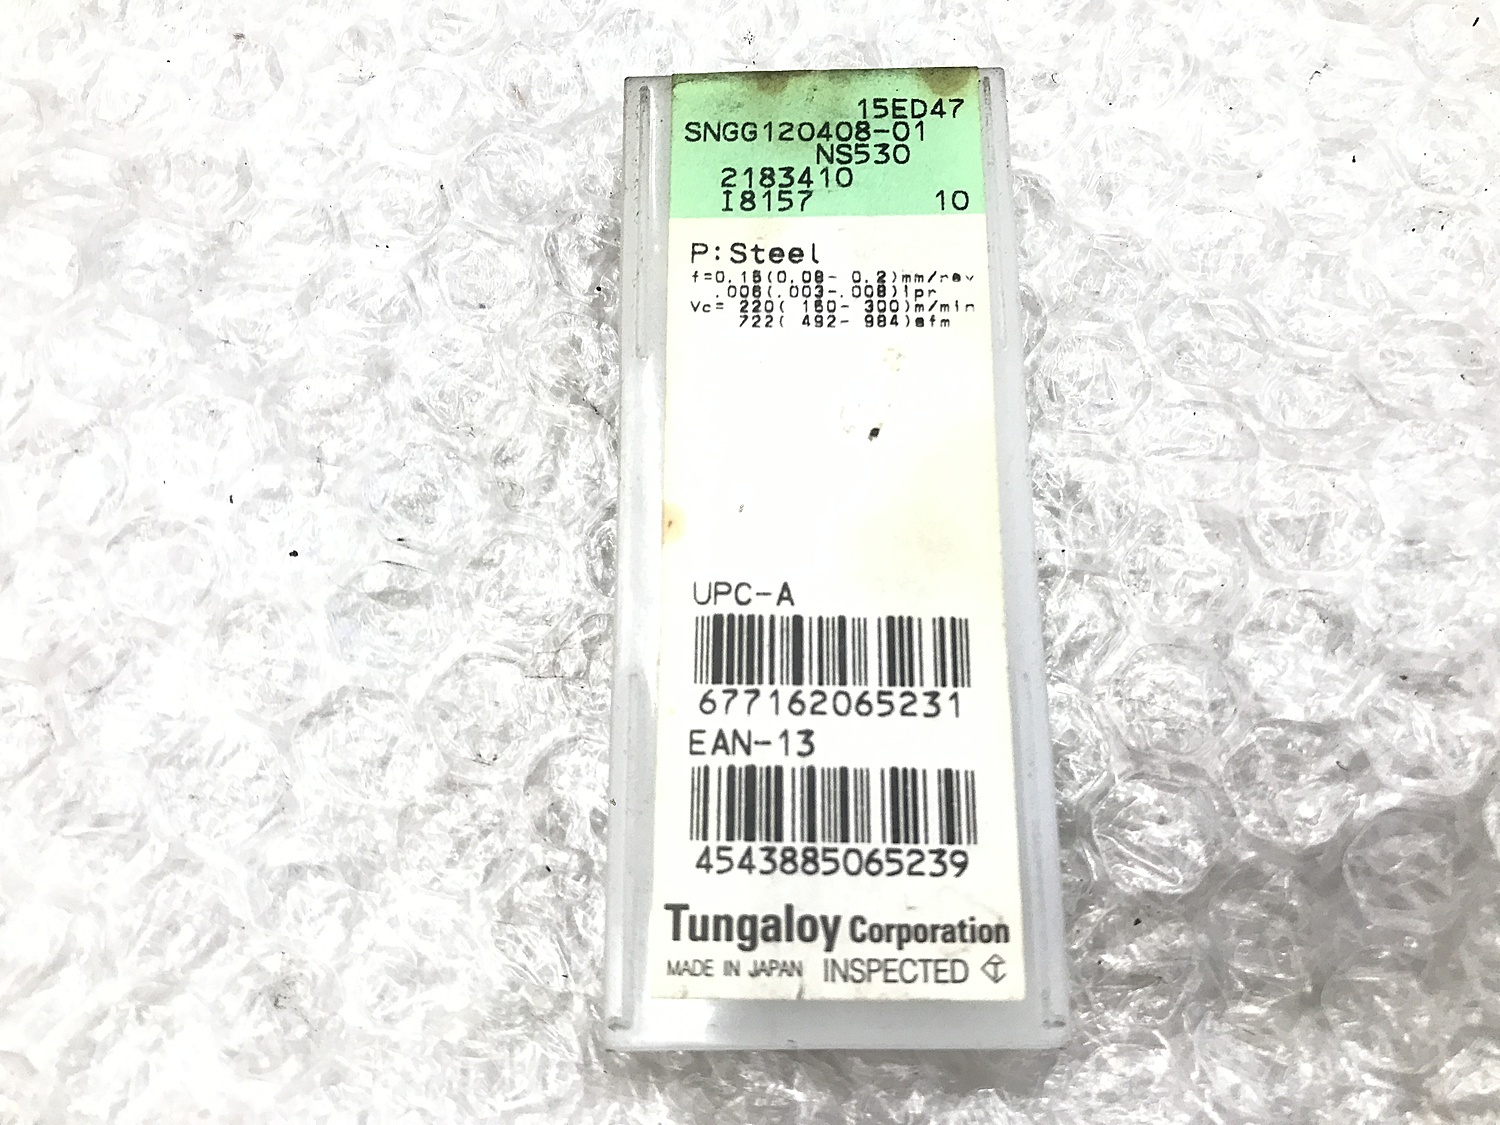 15ED47
SNGG120408-01
NS530
2183410
I8157 10
P:Steel
f=0.15(0.08- 0.2)mm/rev
.006(.003-.008)ipr
Vc= 220( 150- 300)m/min
722( 492- 984)sfm
UPC-A
677162065231
EAN-13
4543885065239
Tungaloy Corporation
MADE IN JAPAN INSPECTED